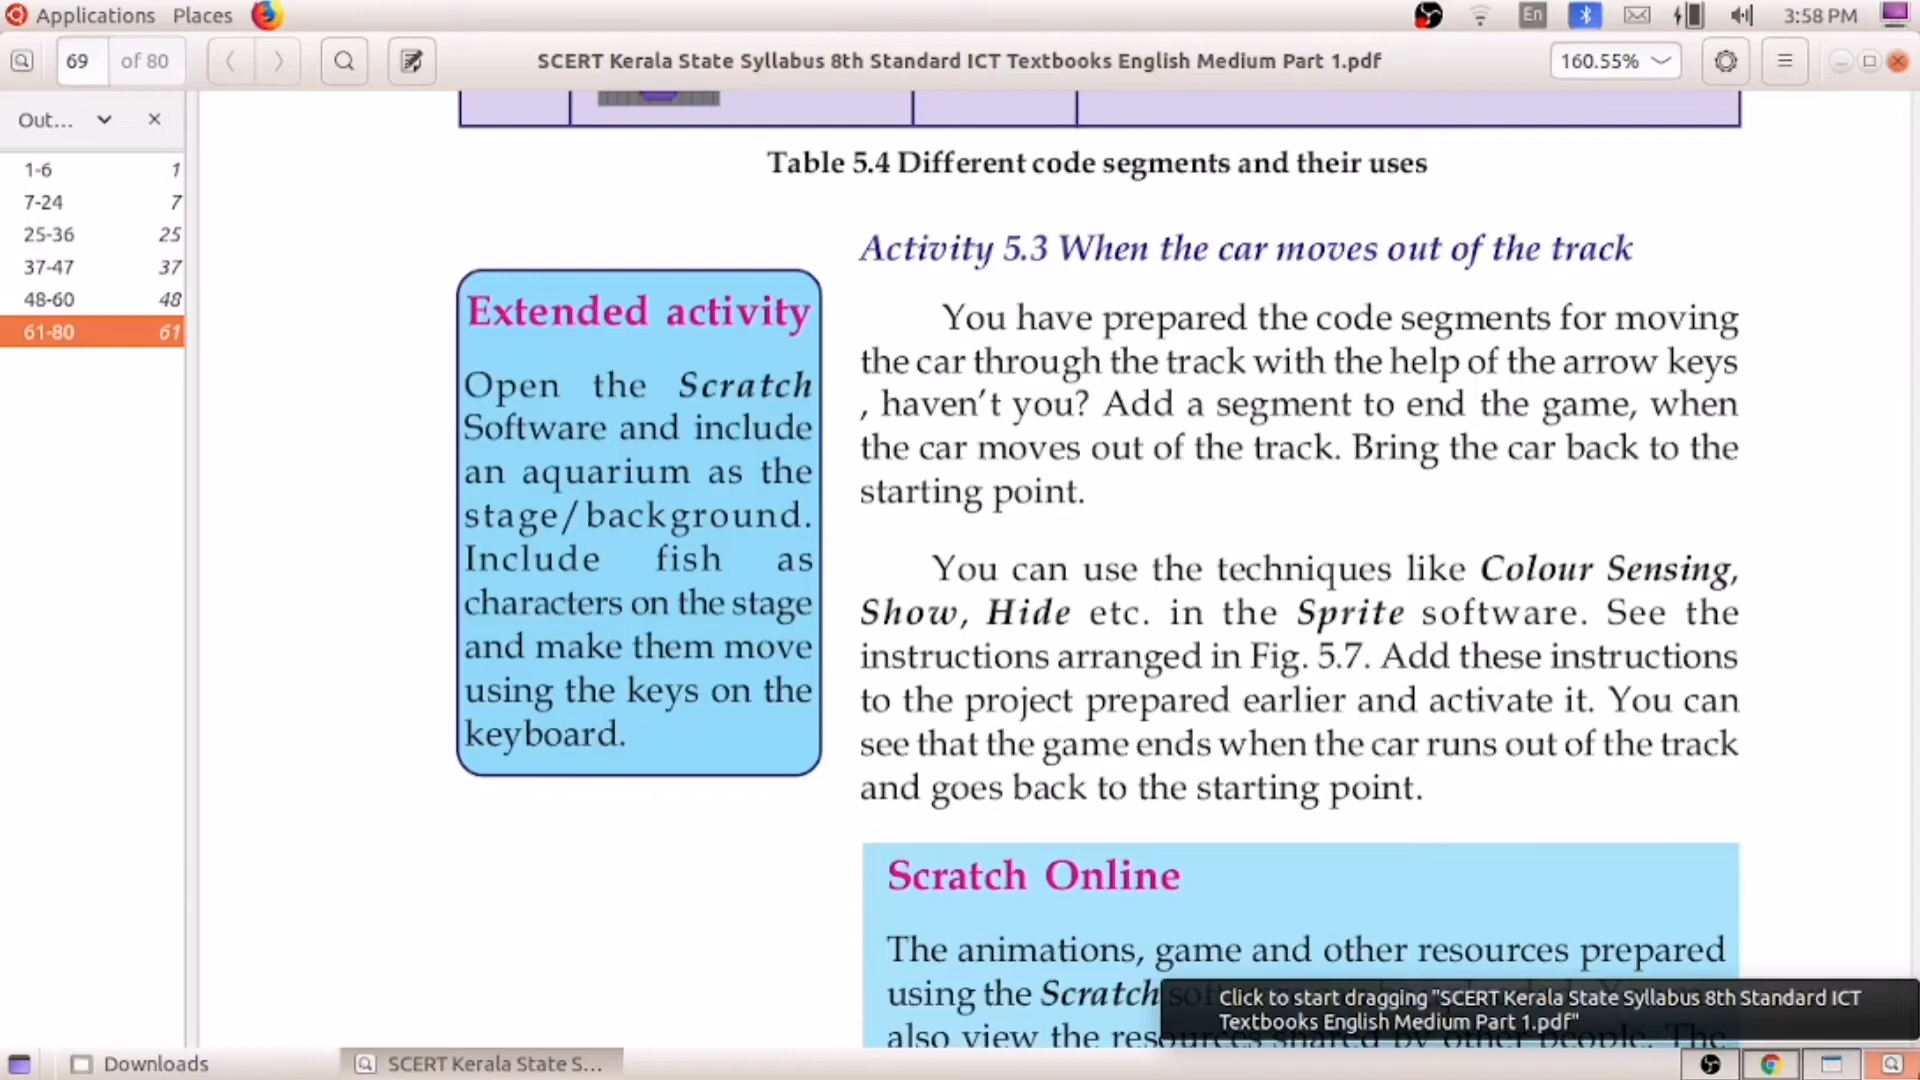 Applications Places En 3:58 PM
69 of 80 SCERT Kerala State Syllabus 8th Standard ICT Textbooks English Medium Part 1.pdf 160.55%
Out...
1-6 1
7-24 7
25-36 25
37-47 37
48-60 48
61-80 61
Table 5.4 Different code segments and their uses
Extended activity
Open the Scratch
Software and include
an aquarium as the
stage/background.
Include fish as
characters on the stage
and make them move
using the keys on the
keyboard.
Activity 5.3 When the car moves out of the track
You have prepared the code segments for moving
the car through the track with the help of the arrow keys
, haven't you? Add a segment to end the game, when
the car moves out of the track. Bring the car back to the
starting point.
You can use the techniques like Colour Sensing,
Show, Hide etc. in the Sprite software. See the
instructions arranged in Fig. 5.7. Add these instructions
to the project prepared earlier and activate it. You can
see that the game ends when the car runs out of the track
and goes back to the starting point.
Scratch Online
The animations, game and other resources prepared
using the Scratch
also view the resources shared by other people. The
Click to start dragging "SCERT Kerala State Syllabus 8th Standard ICT
Textbooks English Medium Part 1.pdf"
Downloads SCERT Kerala State S...